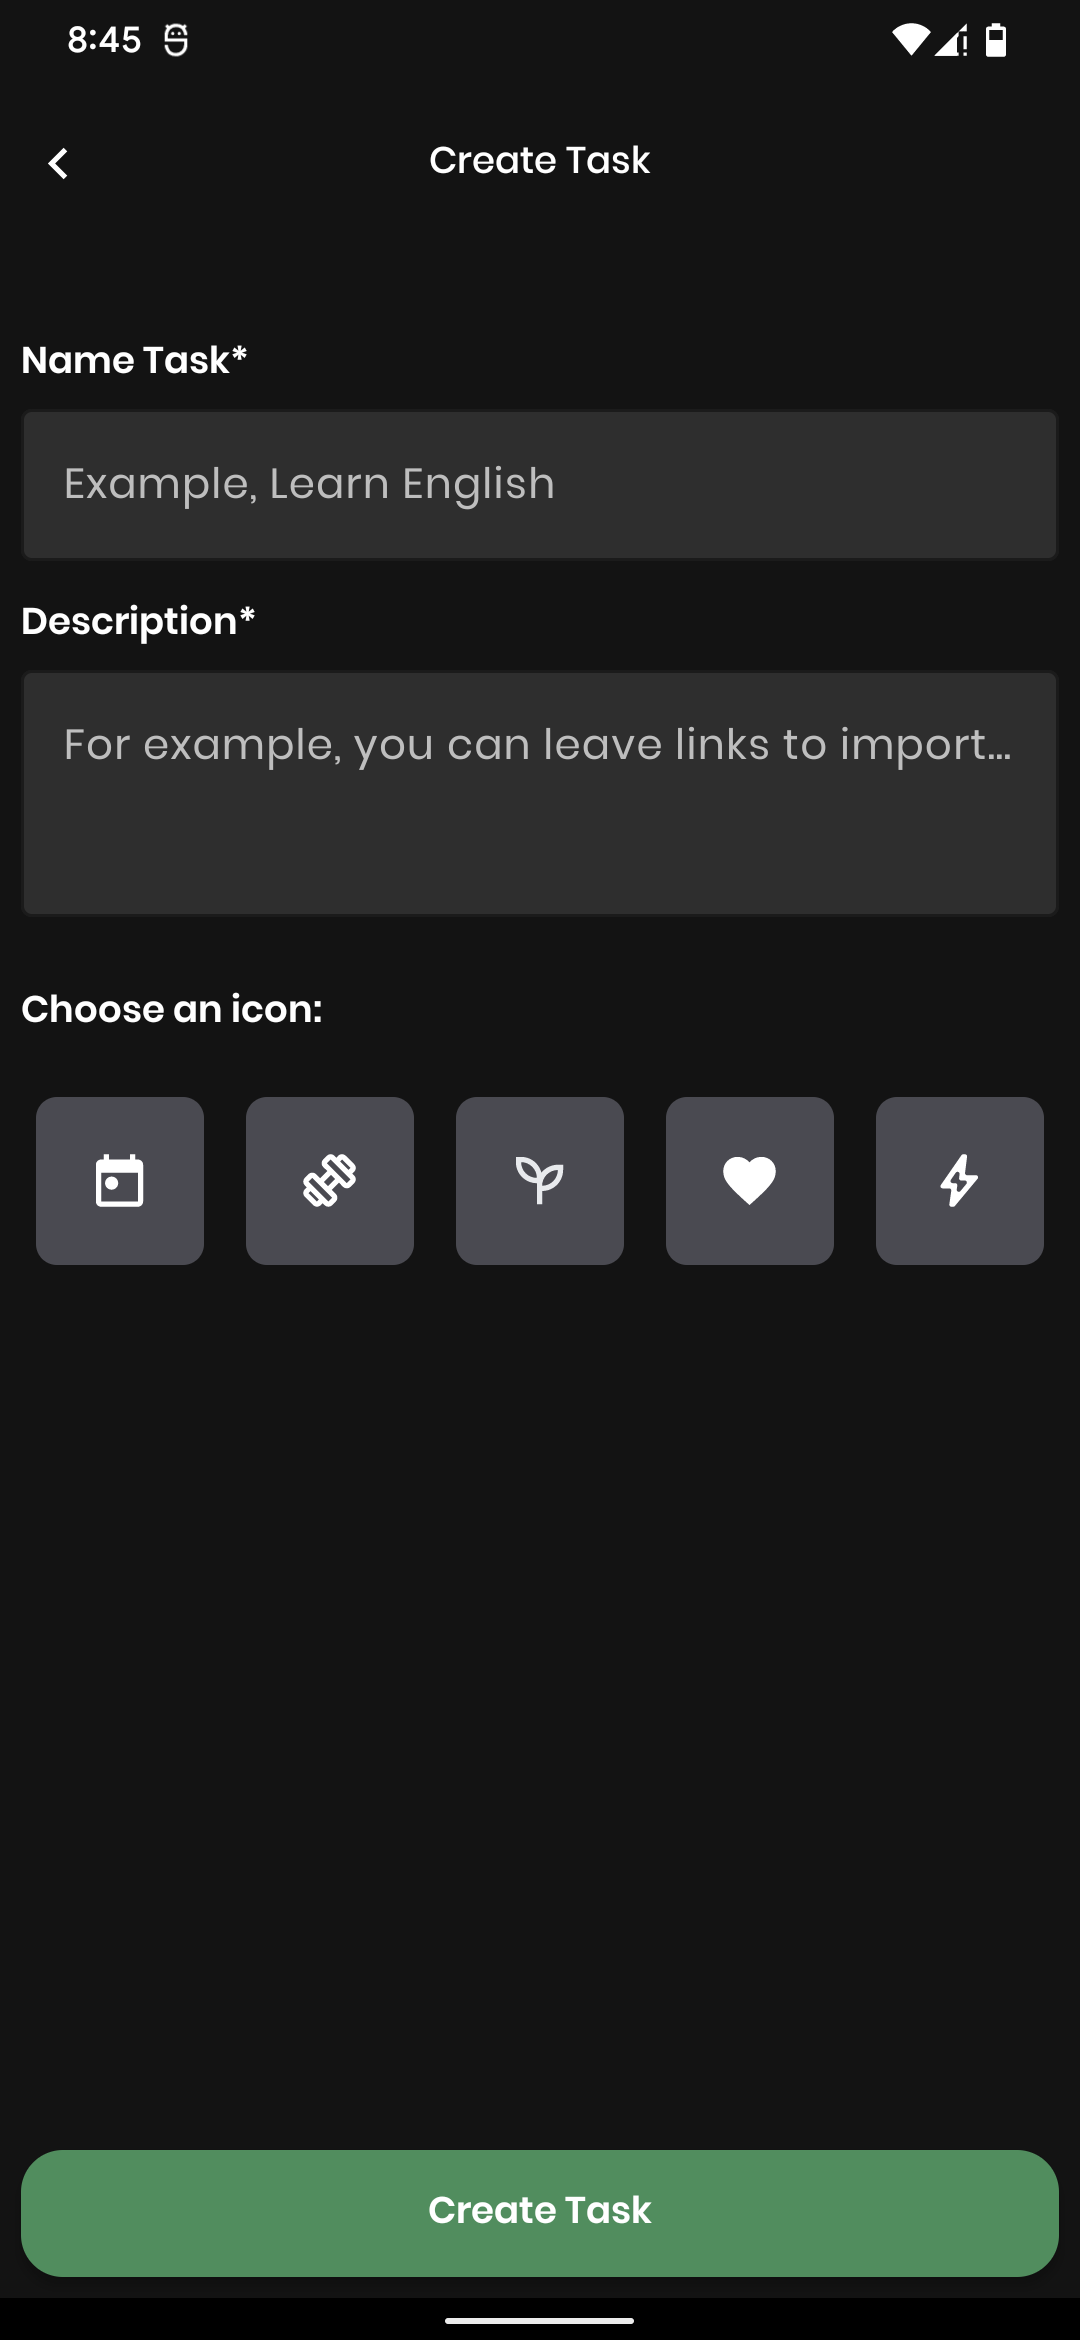 8:45
Create Task
Name Task*
Example, Learn English
Description*
For example, you can leave links to import...
Choose an icon:
Create Task